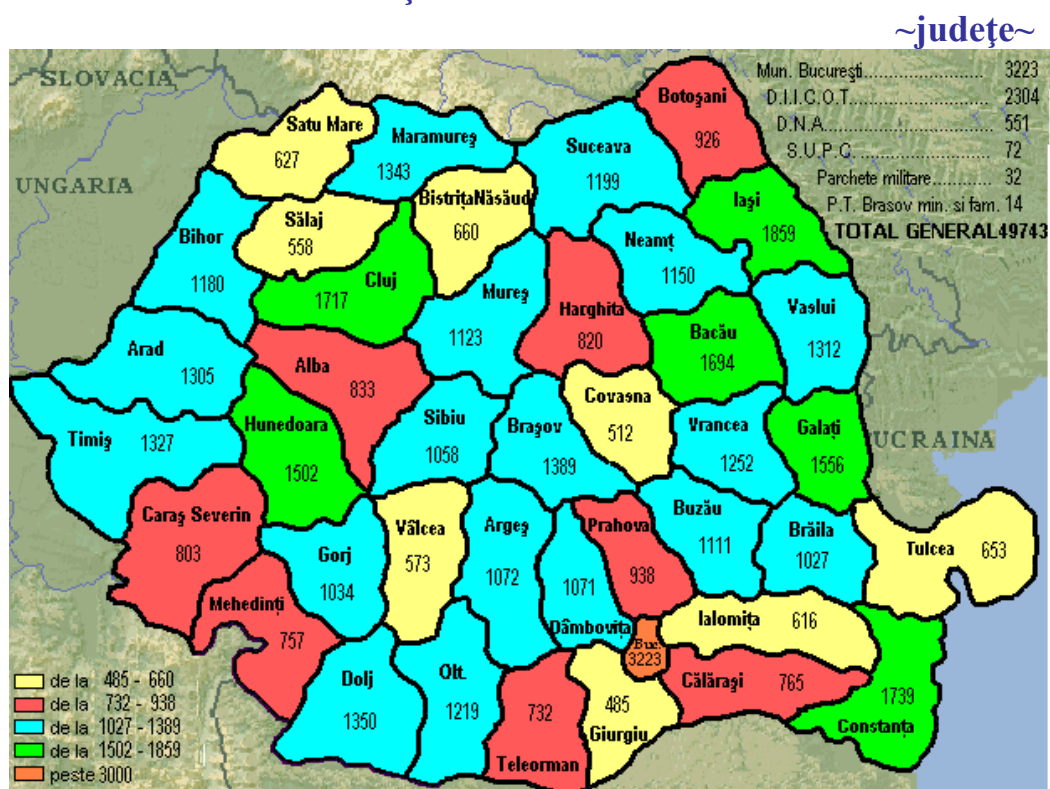 ~judeţe~
SLOVACIA
UNGARIA
UCRAINA
Mun. Bucureşti........................ 3223
D.I.I.C.O.T............................ 2304
D.N.A.................................. 551
S.U.P.C. .............................. 72
Parchete militare............ 32
P.T. Brasov min. si fam. 14
TOTAL GENERAL49743
Botoşani
926
Satu Mare
627
Maramureş
1343
Suceava
1199
Iaşi
1859
BistriţaNăsăud
660
Sălaj
558
Bihor
1180
Cluj
1717
Neamţ
1150
Mureş
1123
Harghita
820
Bacău
1694
Vaslui
1312
Arad
1305
Alba
833
Covasna
512
Timiş
1327
Hunedoara
1502
Sibiu
1058
Braşov
1389
Vrancea
1252
Galaţi
1556
Caraş Severin
803
Gorj
1034
Vâlcea
573
Argeş
1072
Prahova
938
Buzău
1111
Brăila
1027
Tulcea
653
Mehedinţi
757
1071
Dâmboviţa
Ialomiţa 616
Buc.
3223
Dolj
1350
Olt.
1219
732
Teleorman
485
Giurgiu
Călăraşi 765
1739
Constanţa
de la 485 - 660
de la 732 - 938
de la 1027 - 1389
de la 1502 - 1859
peste 3000